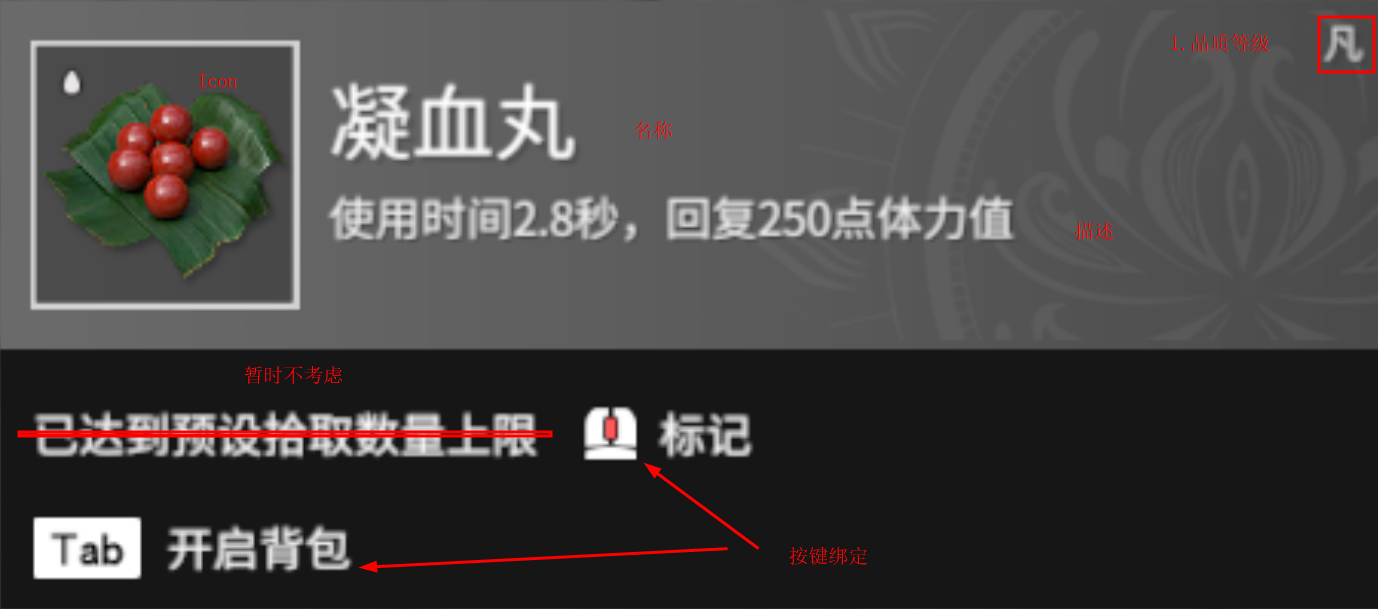 1.品质等级
凡
Icon
凝血丸
名称
使用时间2.8秒，回复250点体力值
描述
暂时不考虑
已达到预设拾取数量上限
标记
Tab 开启背包
按键绑定